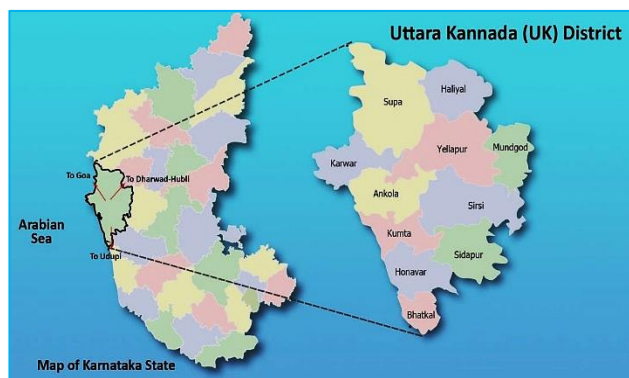 Uttara Kannada (UK) District
Haliyal
Supa
Mundgod
Yellapur
Karwar
Ankola
Sirsi
Kumta
Sidapur
Honavar
Bhatkal
To Goa
To Dharwad-Hubli
Arabian
Sea
To Udupi
Map of Karnataka State